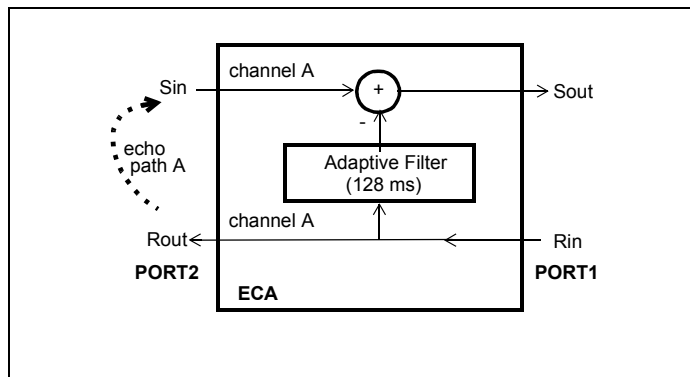 channel A
Sin
+
Sout
-
echo
path A
Adaptive Filter
(128 ms)
channel A
Rout
Rin
PORT2
PORT1
ECA